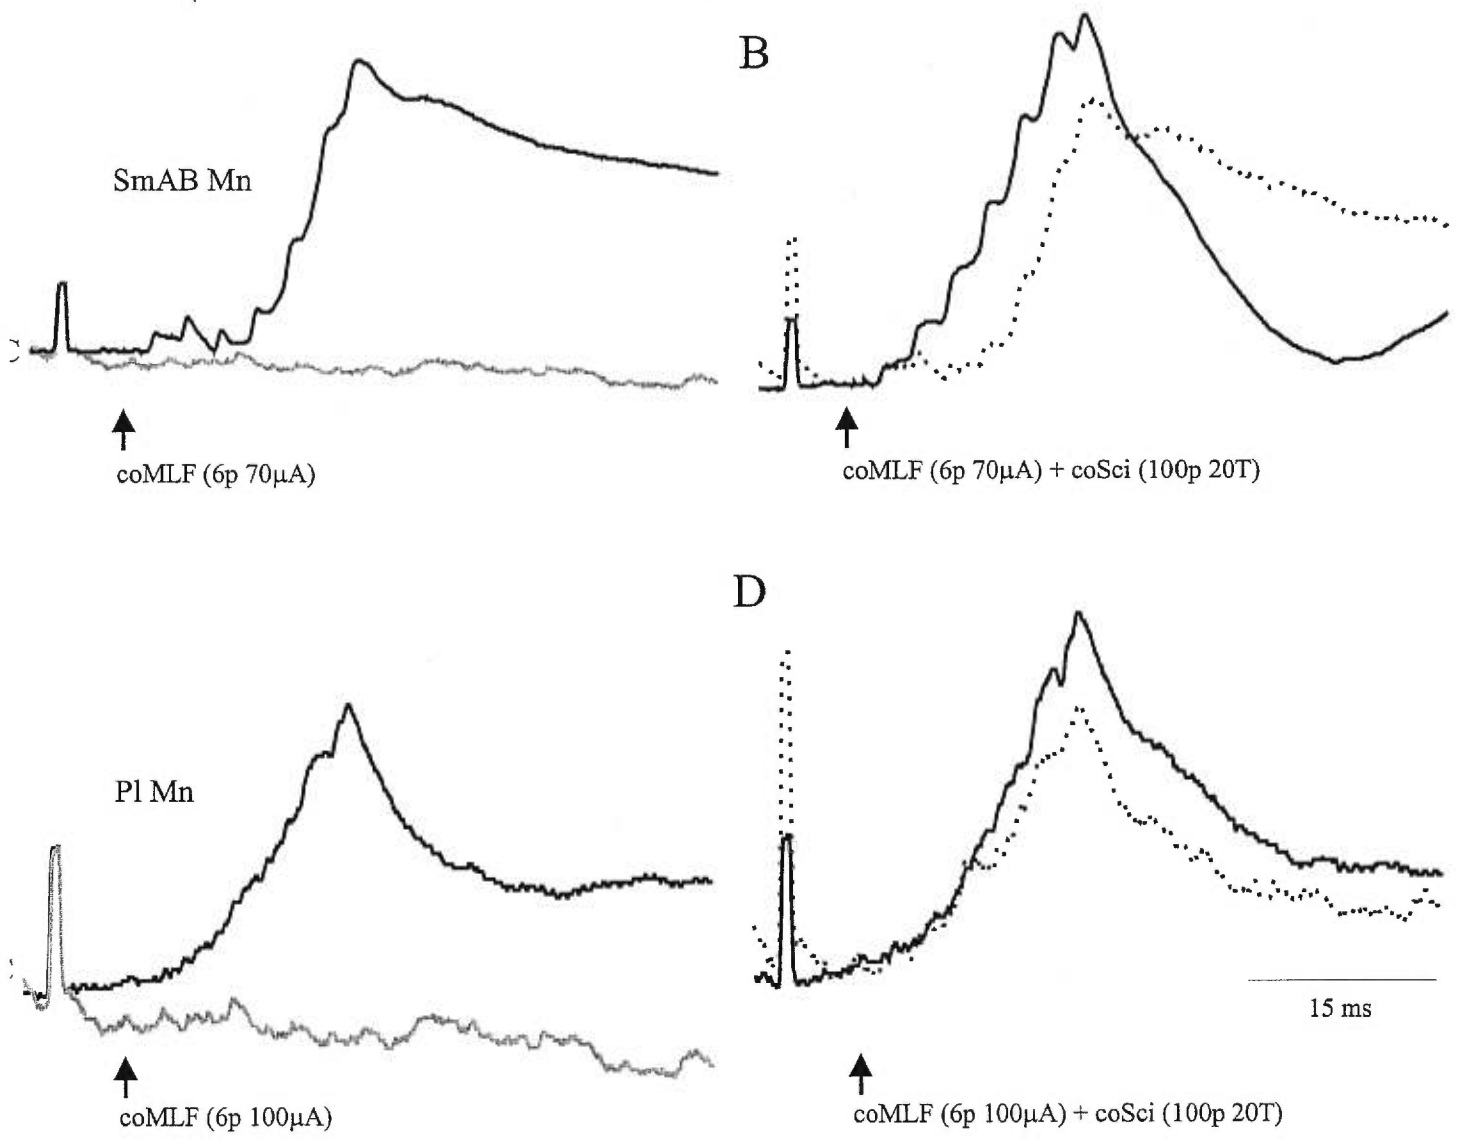 B
SmAB Mn
coMLF (6p 70µA)
coMLF (6p 70µA) + coSci (100p 20T)
D
Pl Mn
15 ms
coMLF (6p 100µA)
coMLF (6p 100µA) + coSci (100p 20T)